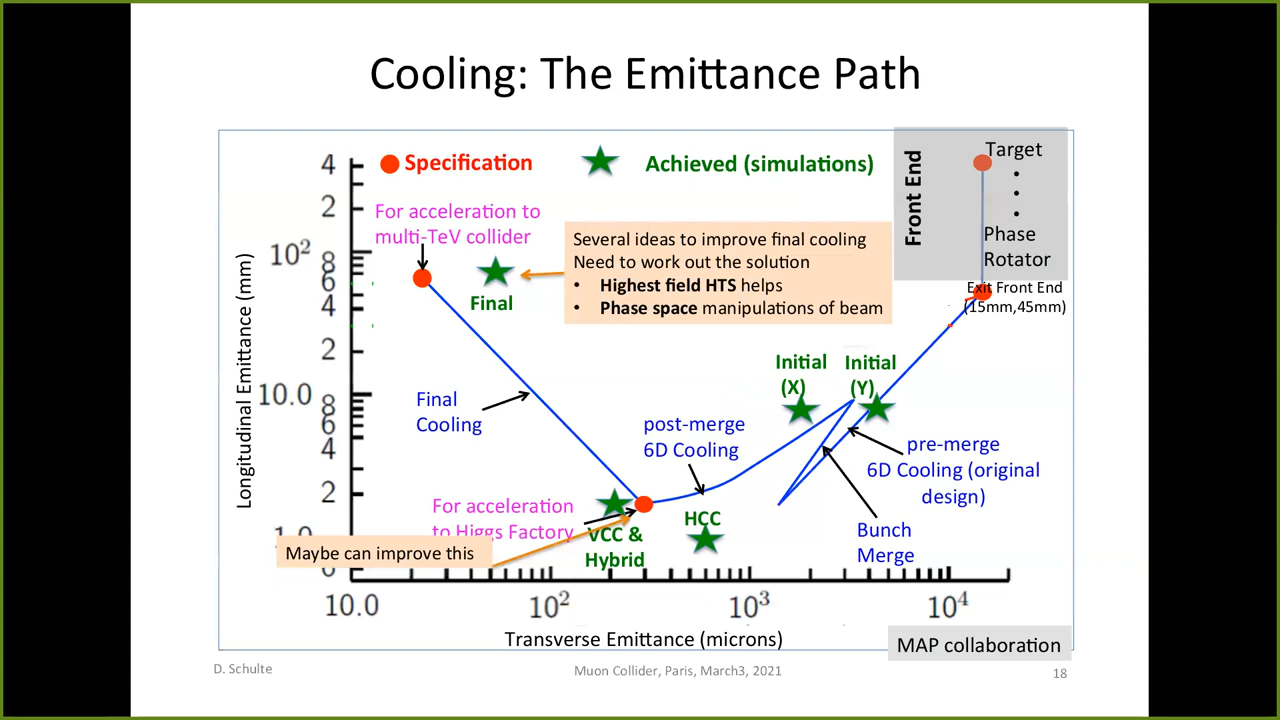 Cooling: The Emittance Path
Specification
Achieved (simulations)
Front End
Target
•
•
•
Phase
Rotator
Exit Front End
(15mm,45mm)
For acceleration to
multi-TeV collider
Final
Several ideas to improve final cooling
Need to work out the solution
• Highest field HTS helps
• Phase space manipulations of beam
Initial
(X)
Initial
(Y)
Final
Cooling
post-merge
6D Cooling
pre-merge
6D Cooling (original
design)
Bunch
Merge
For acceleration
to Higgs Factory
VCC &
Hybrid
HCC
Maybe can improve this
Longitudinal Emittance (mm)
4
2
10²
8
6
4
2
10.0
8
6
4
2
1.0
10.0
10²
10³
10⁴
Transverse Emittance (microns)
MAP collaboration
D. Schulte
Muon Collider, Paris, March3, 2021
18